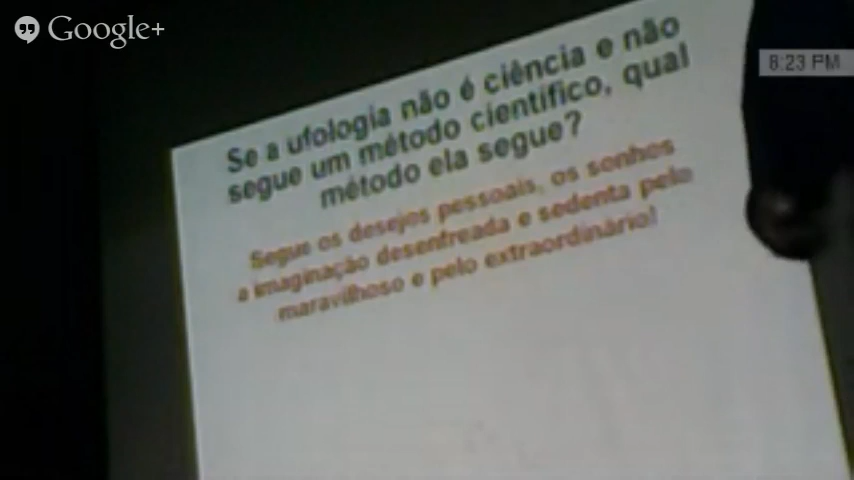 Google+
8:23 PM
Se a ufologia não é ciência e não
segue um método científico, qual
método ela segue?
Segue os desejos pessoais, os sonhos
a imaginação desenfreada e sedenta pelo
maravilhoso e pelo extraordinário!